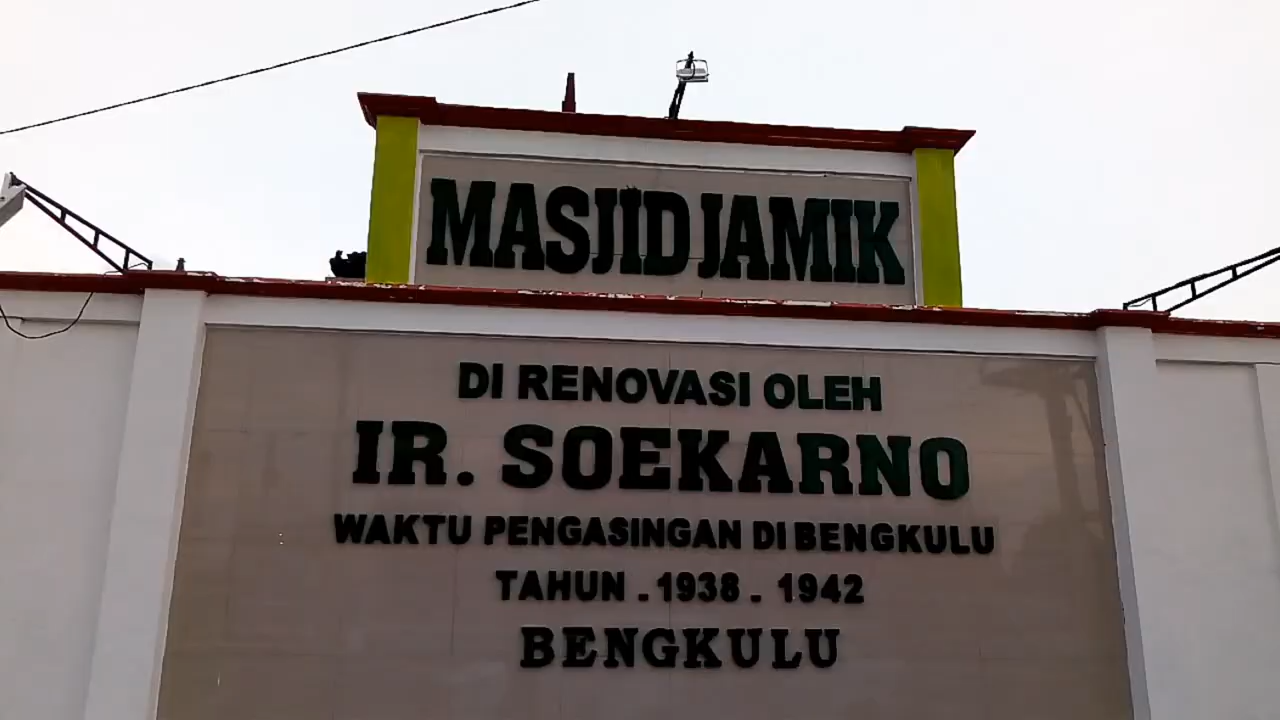 MASJID JAMIK
DI RENOVASI OLEH
IR. SOEKARNO
WAKTU PENGASINGAN DI BENGKULU
TAHUN . 1938 . 1942
BENGKULU